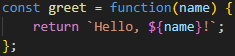 const greet = function(name) {
    return `Hello, ${name}!`;
};